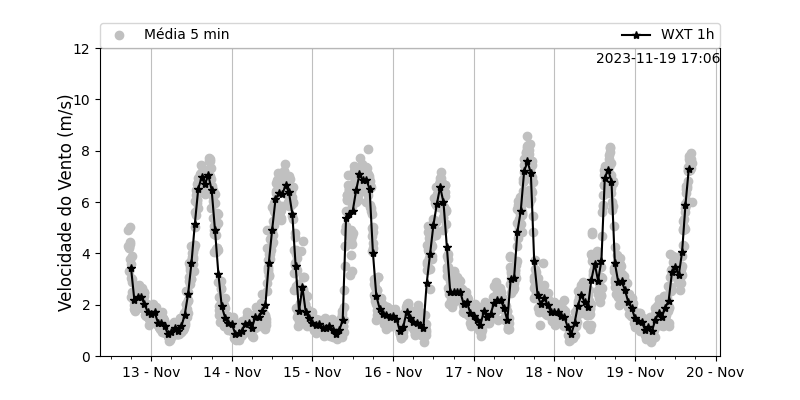 Média 5 min
WXT 1h
2023-11-19 17:06
Velocidade do Vento (m/s)
12
10
8
6
4
2
0
13 - Nov
14 - Nov
15 - Nov
16 - Nov
17 - Nov
18 - Nov
19 - Nov
20 - Nov